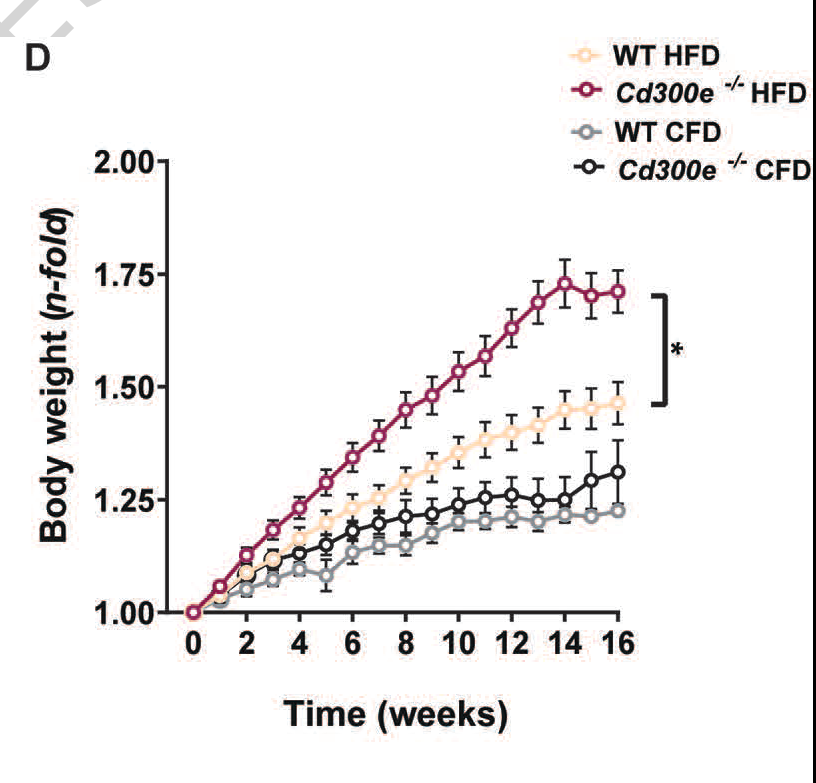 D
WT HFD
Cd300e -/- HFD
WT CFD
Cd300e -/- CFD
2.00
1.75
1.50
1.25
1.00
Body weight (n-fold)
0 2 4 6 8 10 12 14 16
*
Time (weeks)